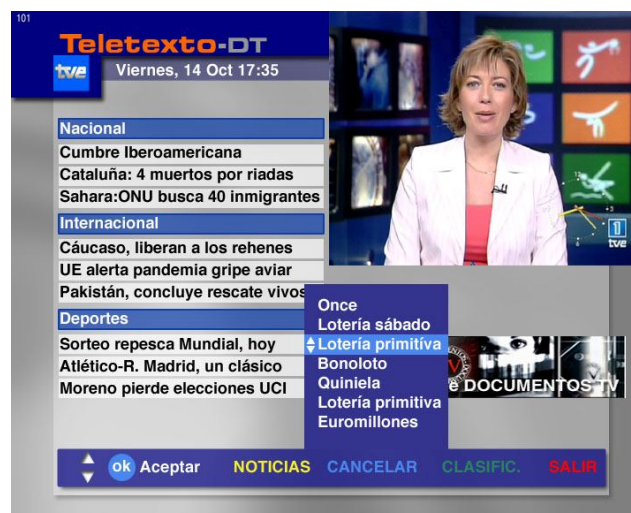 101
Teletexto-DT
tve
Viernes, 14 Oct 17:35
Nacional
Cumbre Iberoamericana
Cataluña: 4 muertos por riadas
Sahara:ONU busca 40 inmigrantes
Internacional
Cáucaso, liberan a los rehenes
UE alerta pandemia gripe aviar
Pakistán, concluye rescate vivos
Deportes
Sorteo repesca Mundial, hoy
Atlético-R. Madrid, un clásico
Moreno pierde elecciones UCI
1
tve
Once
Lotería sábado
Lotería primitíva
Bonoloto
Quiniela
Lotería primitiva
Euromillones
e DOCUMENTOS TV
ok Aceptar NOTICIAS CANCELAR CLASIFIC. SALIR